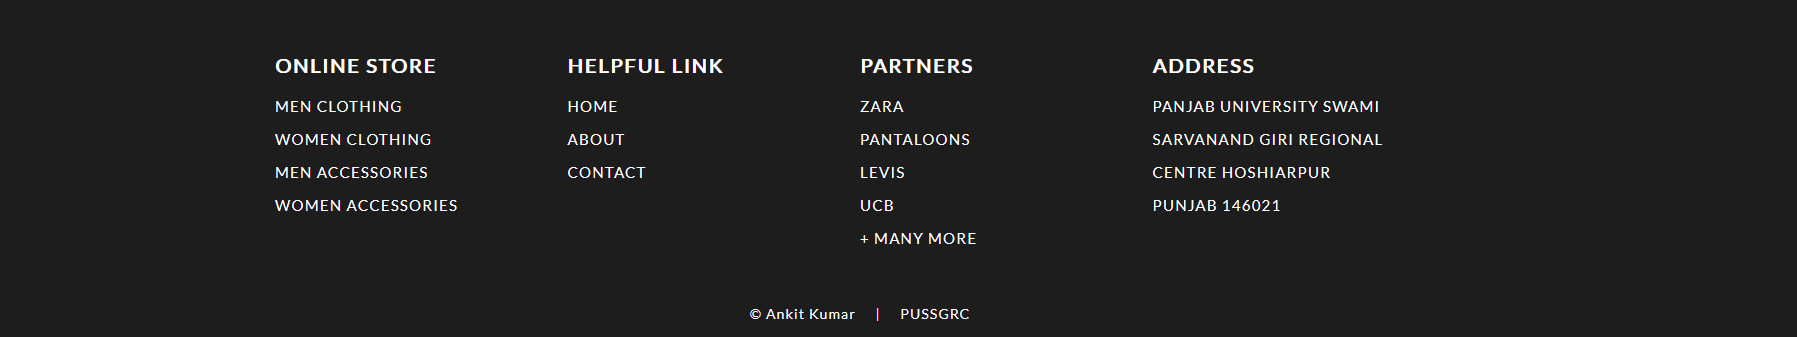 ONLINE STORE
MEN CLOTHING
WOMEN CLOTHING
MEN ACCESSORIES
WOMEN ACCESSORIES
HELPFUL LINK
HOME
ABOUT
CONTACT
PARTNERS
ZARA
PANTALOONS
LEVIS
UCB
+ MANY MORE
ADDRESS
PANJAB UNIVERSITY SWAMI
SARVANAND GIRI REGIONAL
CENTRE HOSHIARPUR
PUNJAB 146021
© Ankit Kumar | PUSSGRC